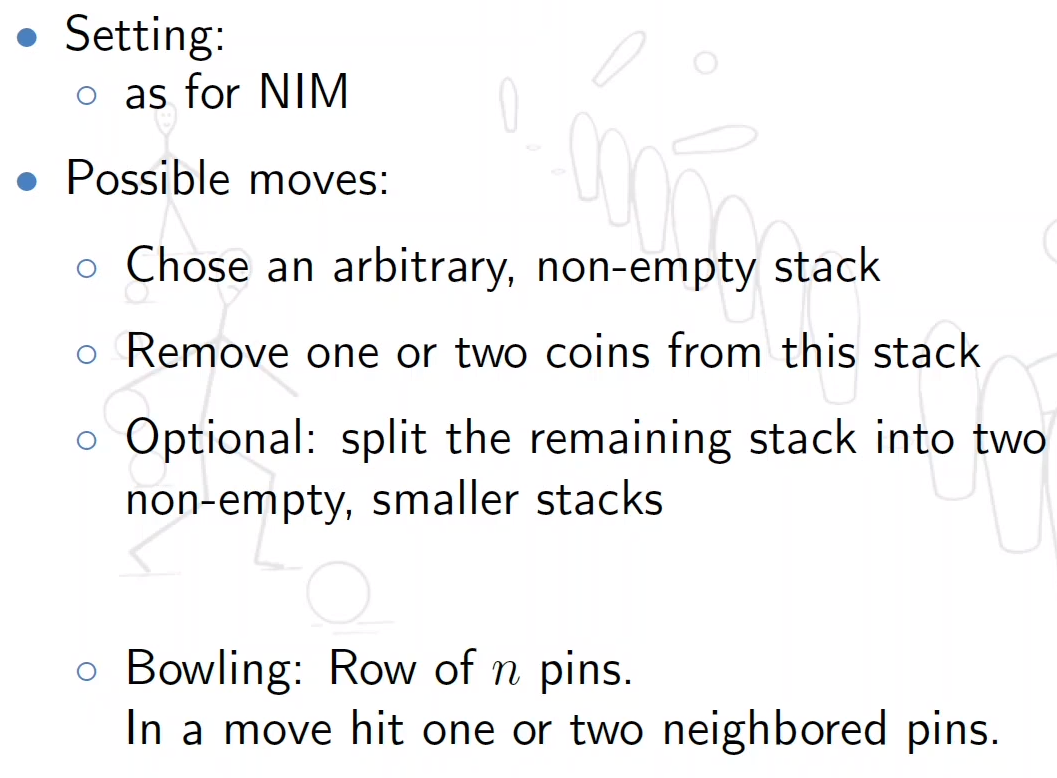 Setting:
as for NIM
Possible moves:
Chose an arbitrary, non-empty stack
Remove one or two coins from this stack
Optional: split the remaining stack into two
non-empty, smaller stacks
Bowling: Row of n pins.
In a move hit one or two neighbored pins.